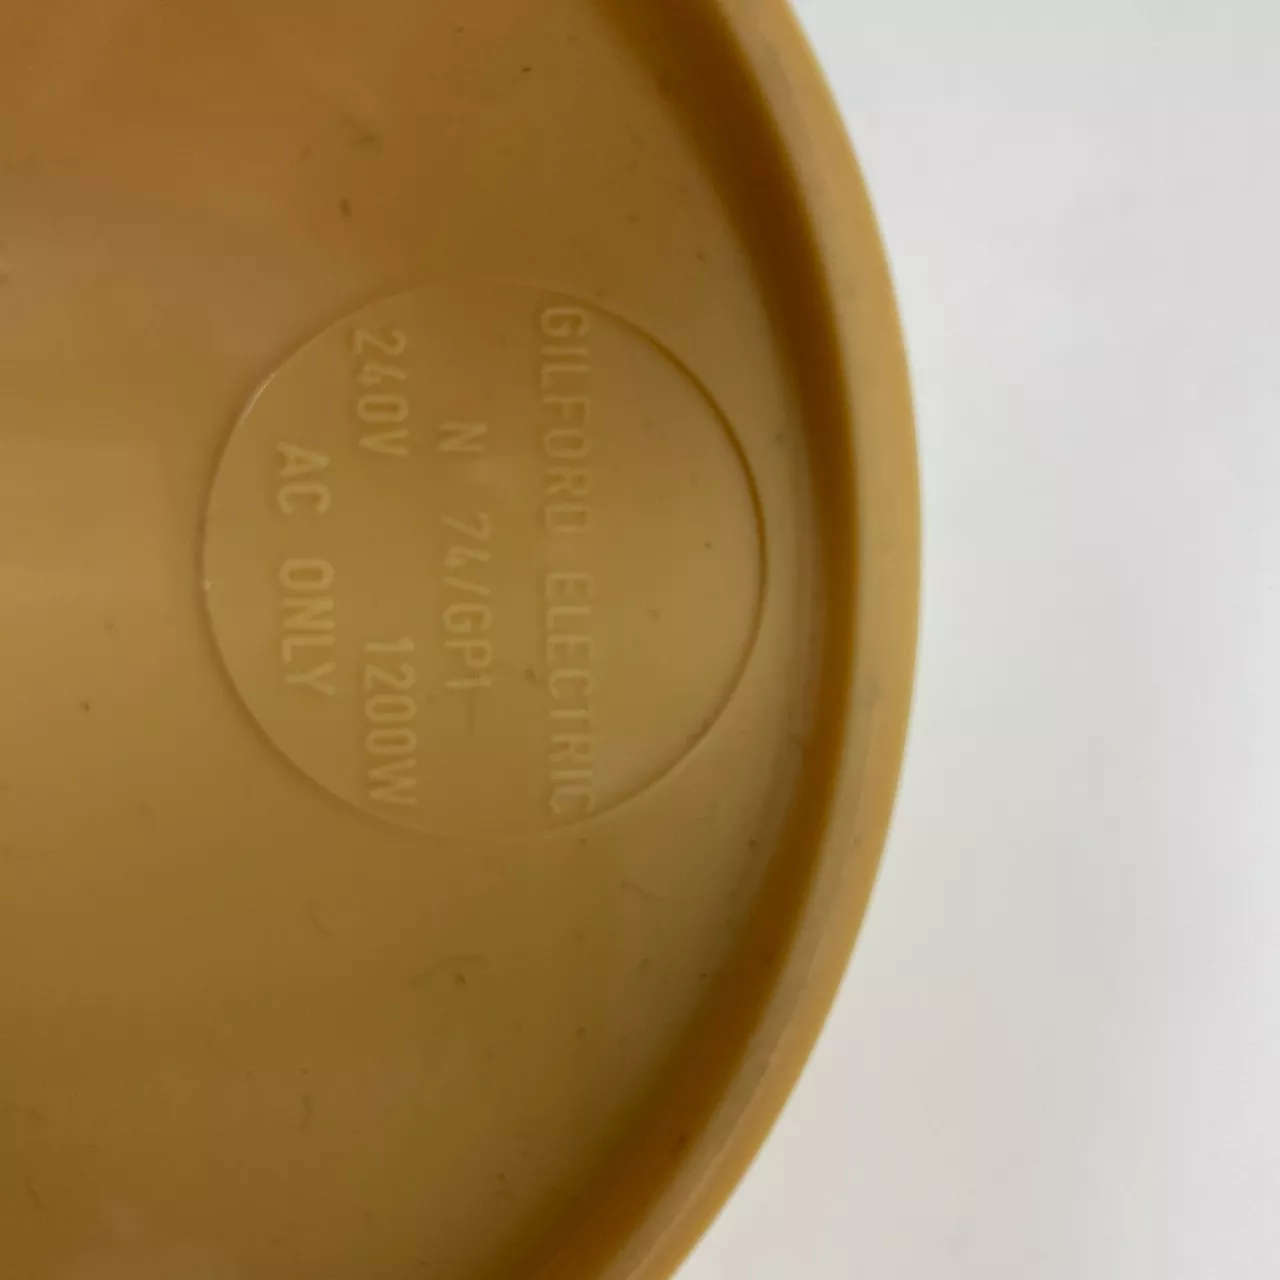 GILFORD ELECTRIC
N 74/GP1
240V 1200W
AC ONLY